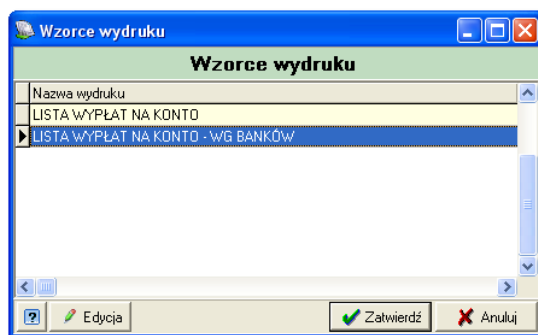 Wzorce wydruku
Wzorce wydruku
Nazwa wydruku
LISTA WYPŁAT NA KONTO
LISTA WYPŁAT NA KONTO - WG BANKÓW
? Edycja Zatwierdź Anuluj